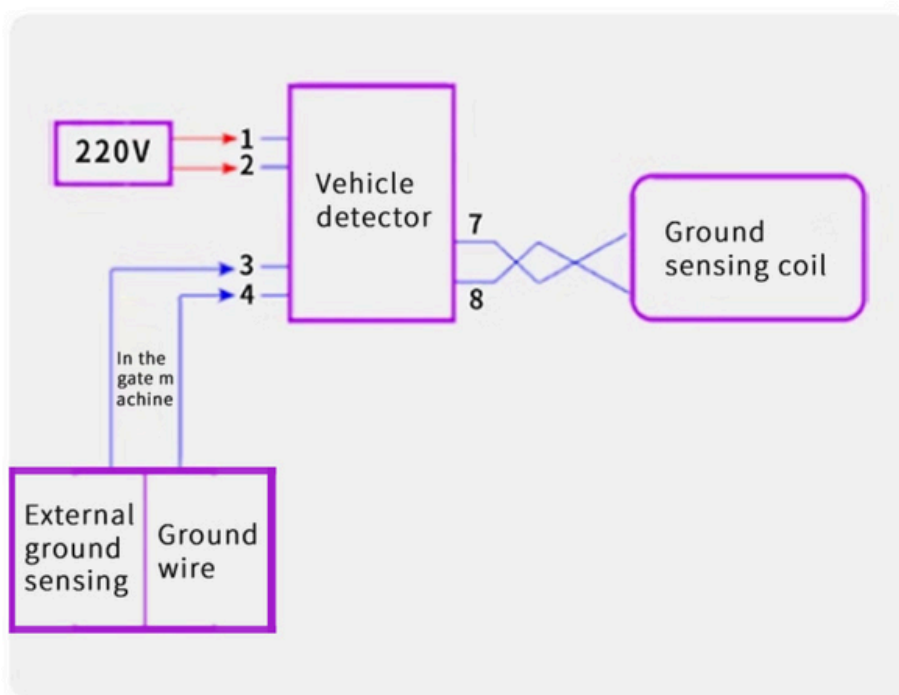 220V
1
2
3
4
Vehicle
detector
7
8
Ground
sensing coil
In the
gate m
achine
External
ground
sensing
Ground
wire